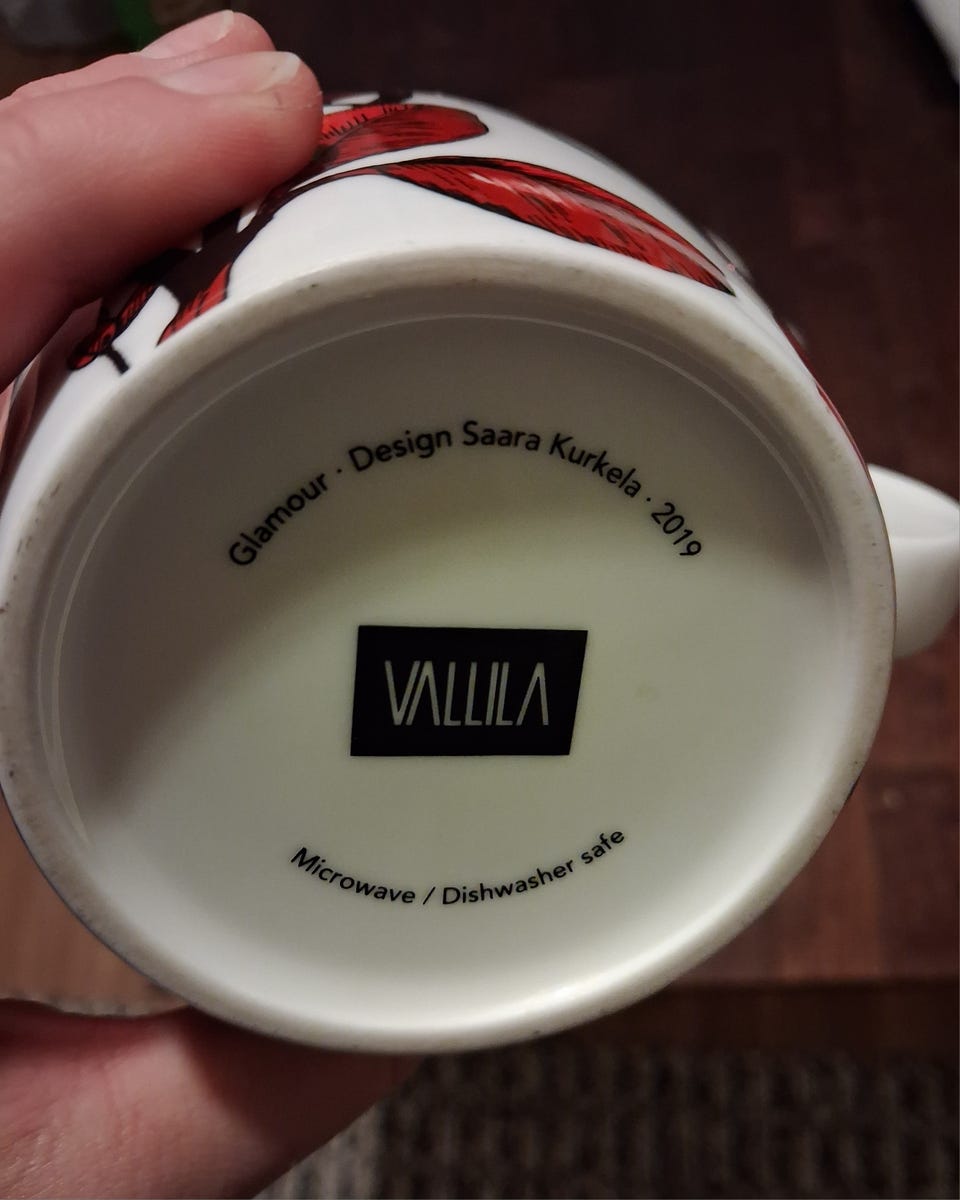 Glamour · Design Saara Kurkela · 2019
VALLILA
Microwave / Dishwasher safe